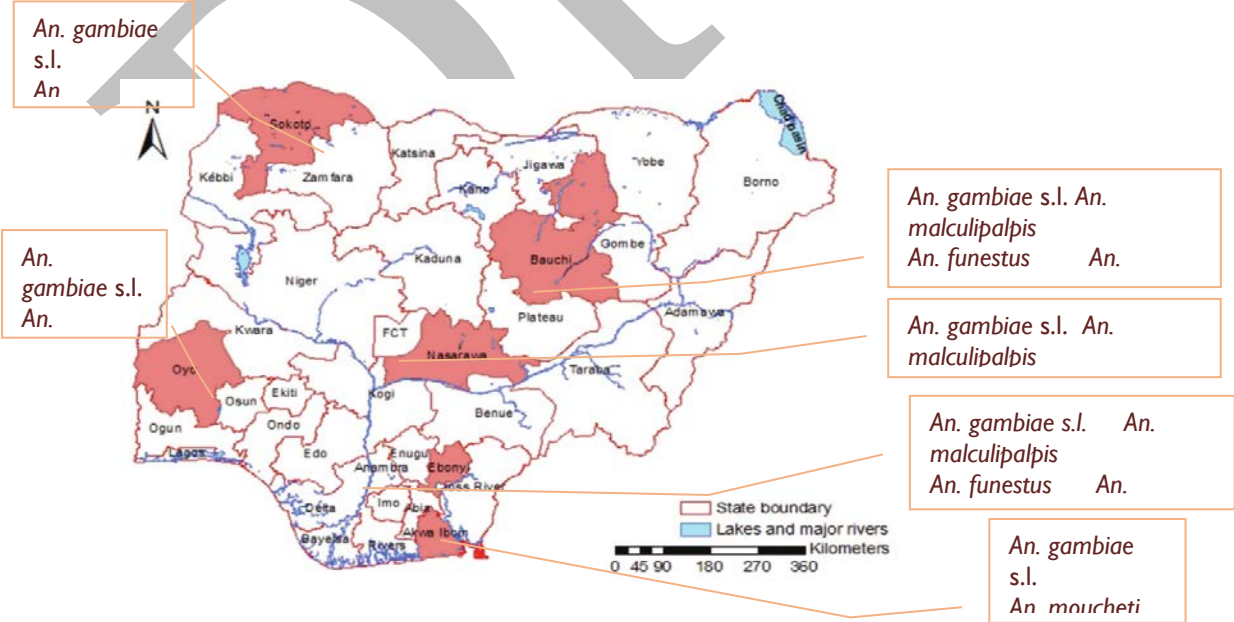 An. gambiae
s.l.
An
N
Sokoto
Kébbi
Zamfara
Katsina
Kano
Jigawa
Yobe
Borno
Chad basin
An. gambiae s.l. An.
malculipalpis
An. funestus An.
An.
gambiae s.l.
An.
Niger
Kaduna
Bauchi
Gombe
Plateau
Adamawa
Kwara
FCT
Nasarawa
Taraba
An. gambiae s.l. An.
malculipalpis
Oyo
Osun
Ekiti
Kogi
Benue
Ogun
Ondo
Lagos
Edo
Enugu
Anambra
Ebonyi
Cross River
An. gambiae s.l. An.
malculipalpis
An. funestus An.
Delta
Imo
Abia
Bayelsa
Rivers
Akwa Ibom
State boundary
Lakes and major rivers
Kilometers
0 45 90 180 270 360
An. gambiae
s.l.
An. moucheti